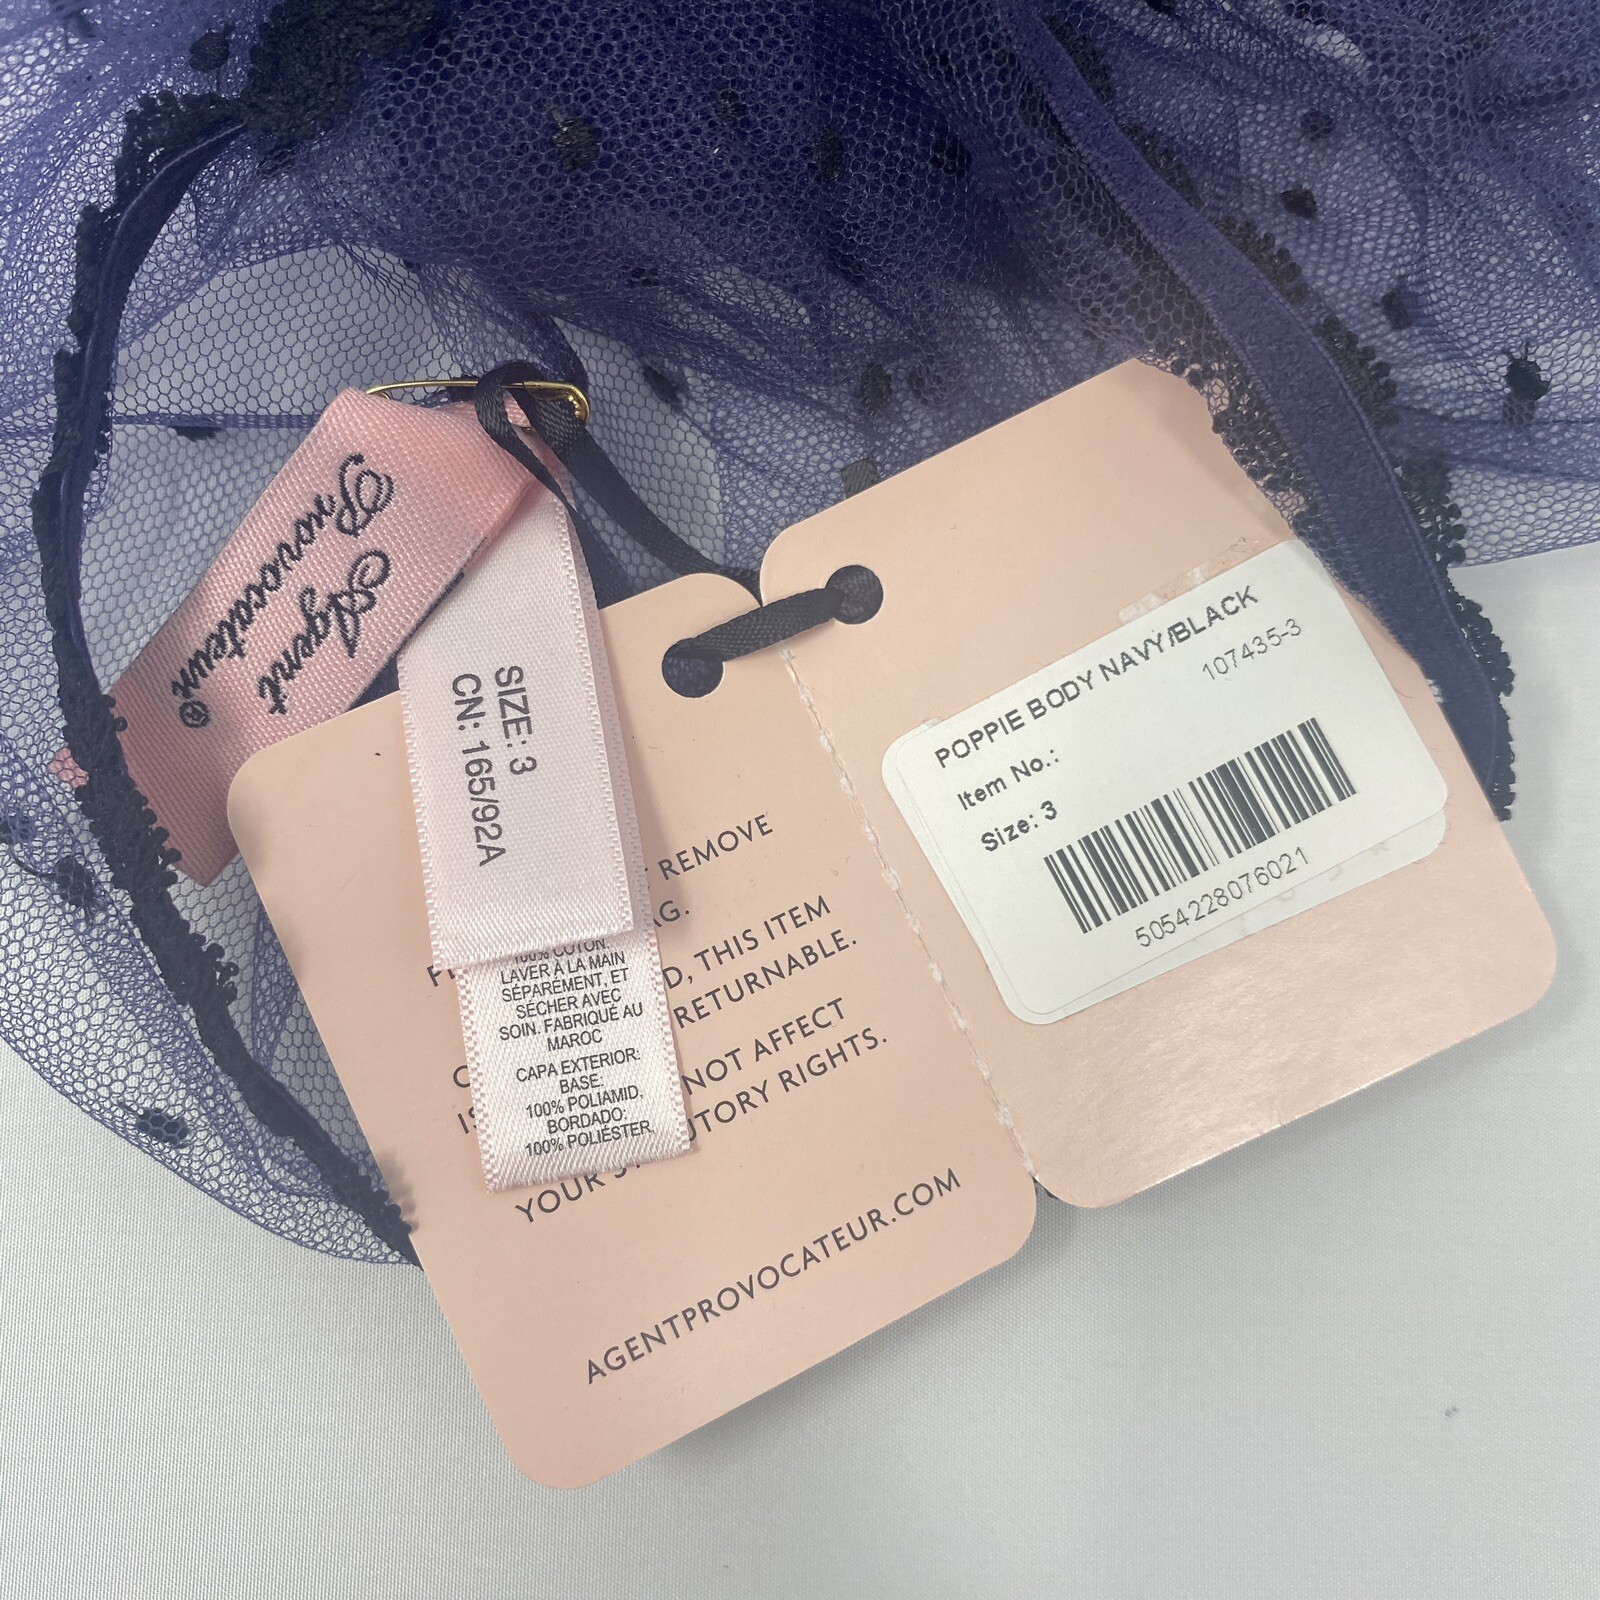 Agent
Provocateur®
SIZE: 3
CN: 165/92A
100% COTON.
LAVER À LA MAIN
SÉPARÉMENT, ET
SÉCHER AVEC
SOIN. FABRIQUÉ AU
MAROC
CAPA EXTERIOR:
BASE:
100% POLIAMID,
BORDADO:
100% POLIÉSTER
REMOVE
THIS ITEM
RETURNABLE.
NOT AFFECT
YOUR RIGHTS.
AGENTPROVOCATEUR.COM
POPPIE BODY NAVY/BLACK
107435-3
Item No.:
Size: 3
5054228076021